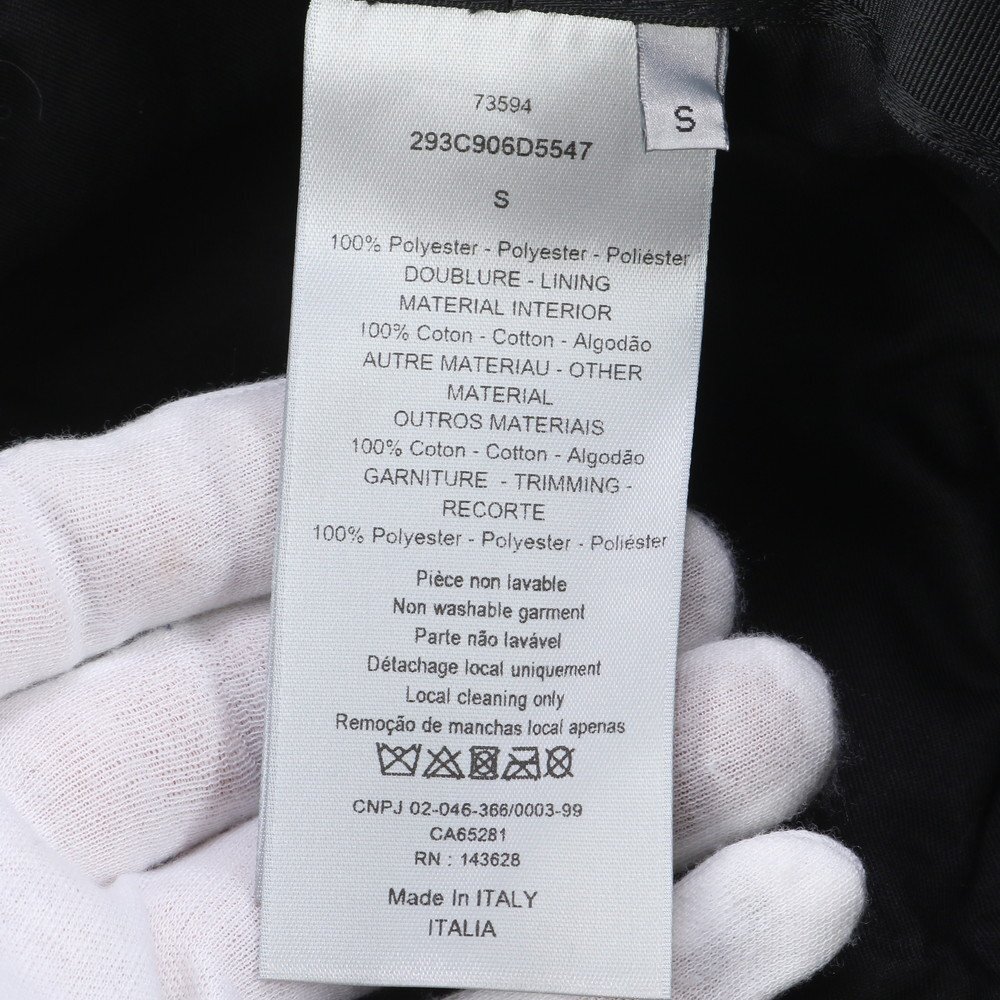 73594
293C906D5547
S
S
100% Polyester - Polyester - Poliéster
DOUBLURE - LINING
MATERIAL INTERIOR
100% Coton - Cotton - Algodão
AUTRE MATERIAU - OTHER
MATERIAL
OUTROS MATERIAIS
100% Coton - Cotton - Algodão
GARNITURE - TRIMMING -
RECORTE
100% Polyester - Polyester - Poliéster
Pièce non lavable
Non washable garment
Parte não lavável
Détachage local uniquement
Local cleaning only
Remoção de manchas local apenas
CNPJ 02-046-366/0003-99
CA65281
RN : 143628
Made In ITALY
ITALIA